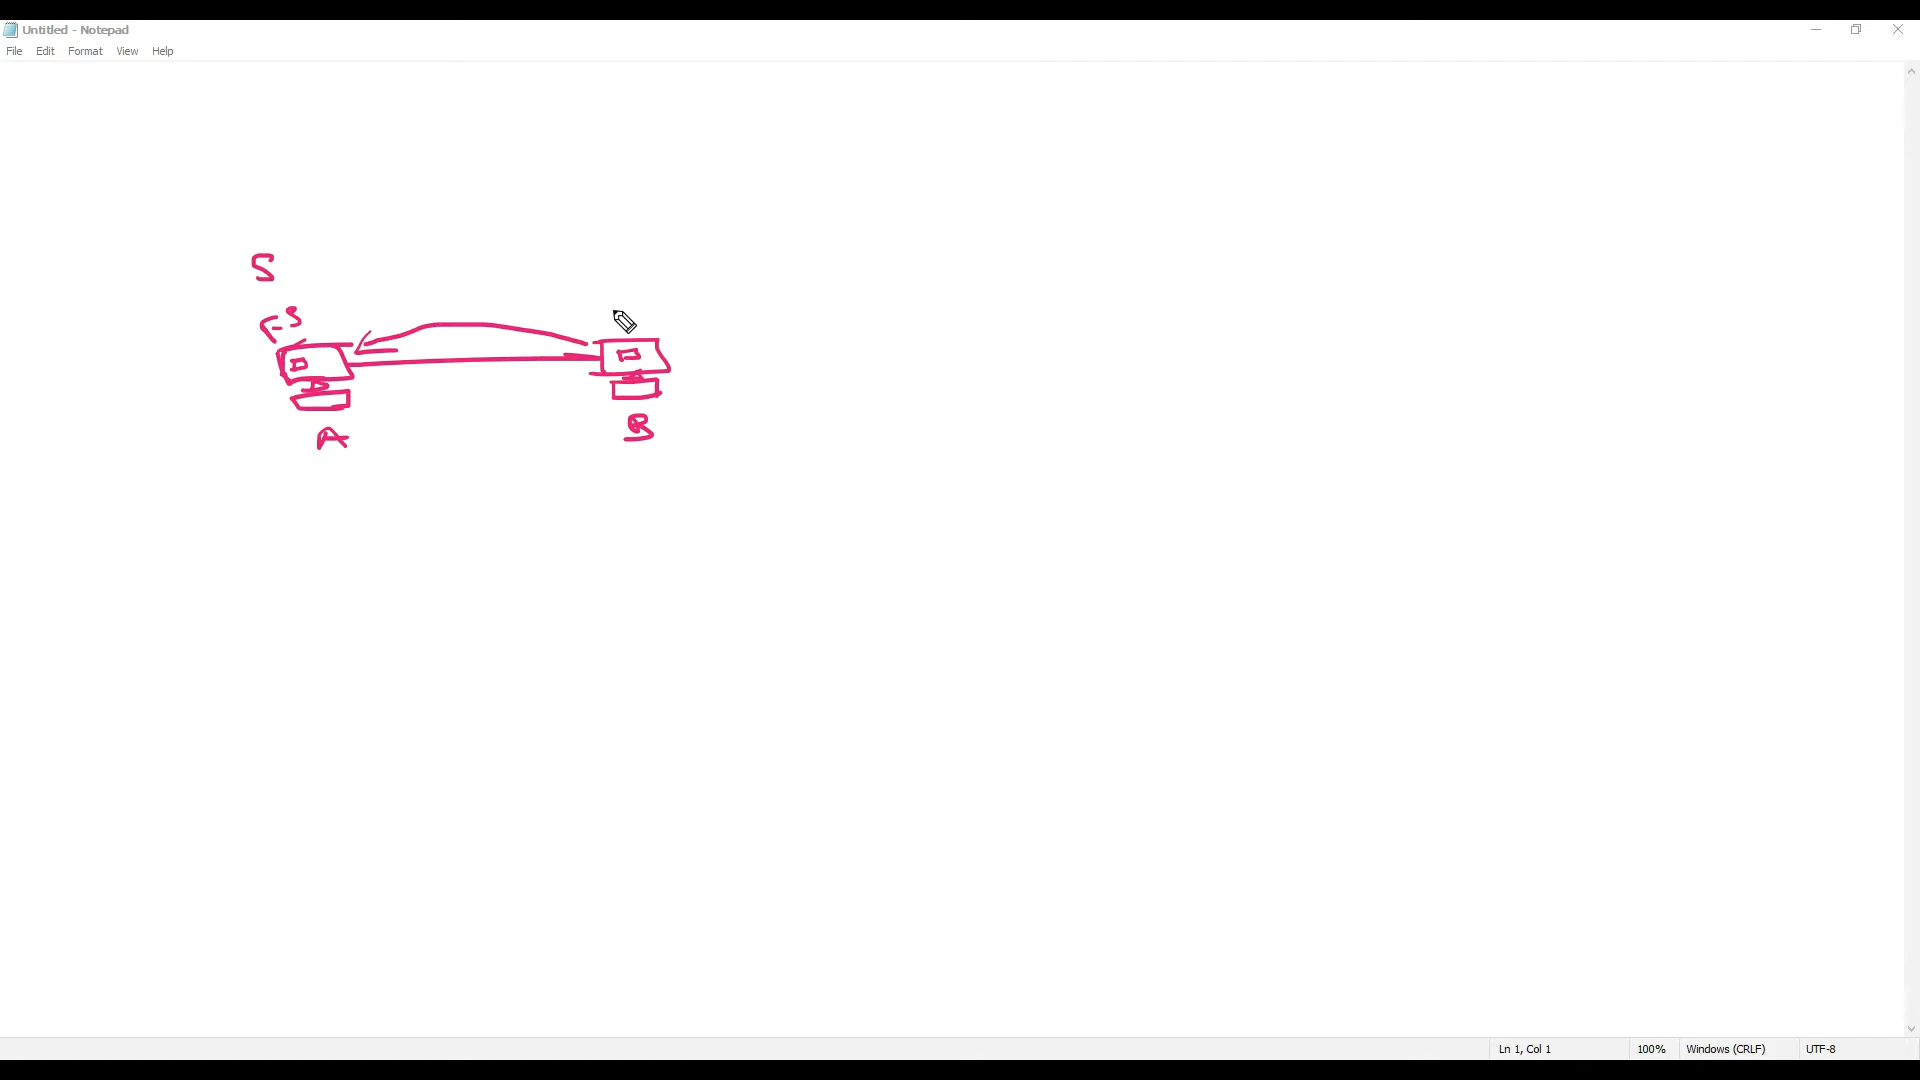 Untitled - Notepad
File Edit Format View Help
S
A
B
Ln 1, Col 1 100% Windows (CRLF) UTF-8